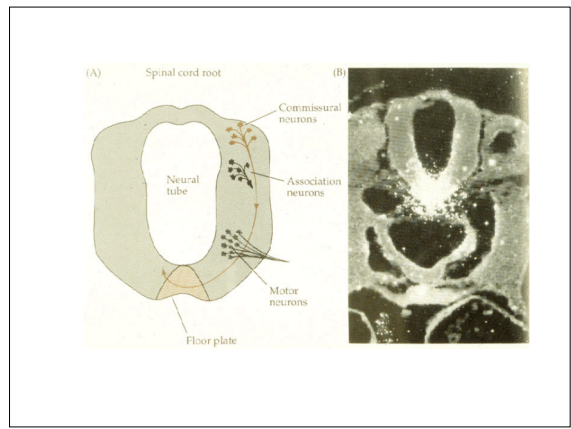 (A)
Spinal cord root
(B)
Commissural
neurons
Neural
tube
Association
neurons
Motor
neurons
Floor plate